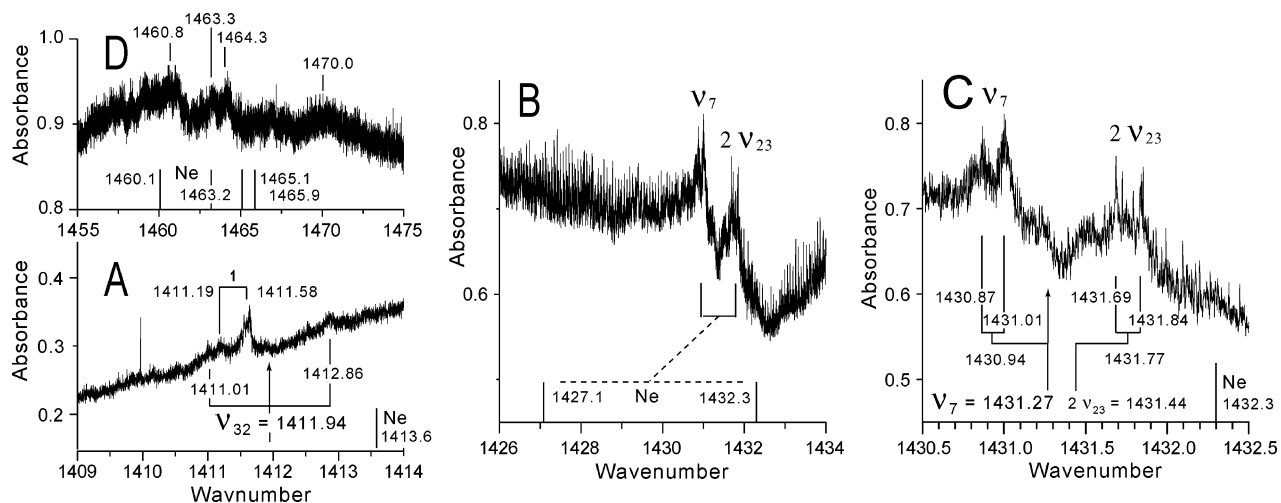 D
1460.8
1463.3
1464.3
1470.0
Absorbance
1.0
0.9
0.8
1460.1
Ne
1463.2
1465.1
1465.9
1455 1460 1465 1470 1475
A
1
1411.19
1411.58
Absorbance
0.4
0.3
0.2
1411.01
1412.86
ν32 = 1411.94
Ne
1413.6
1409 1410 1411 1412 1413 1414
Wavnumber
B
ν7
2 ν23
Absorbance
0.8
0.6
1427.1
Ne
1432.3
1426 1428 1430 1432 1434
Wavenumber
C
ν7
2 ν23
Absorbance
0.8
0.7
0.6
0.5
1430.87
1431.01
1430.94
1431.69
1431.84
1431.77
ν7 = 1431.27
2 ν23 = 1431.44
Ne
1432.3
1430.5 1431.0 1431.5 1432.0 1432.5
Wavenumber